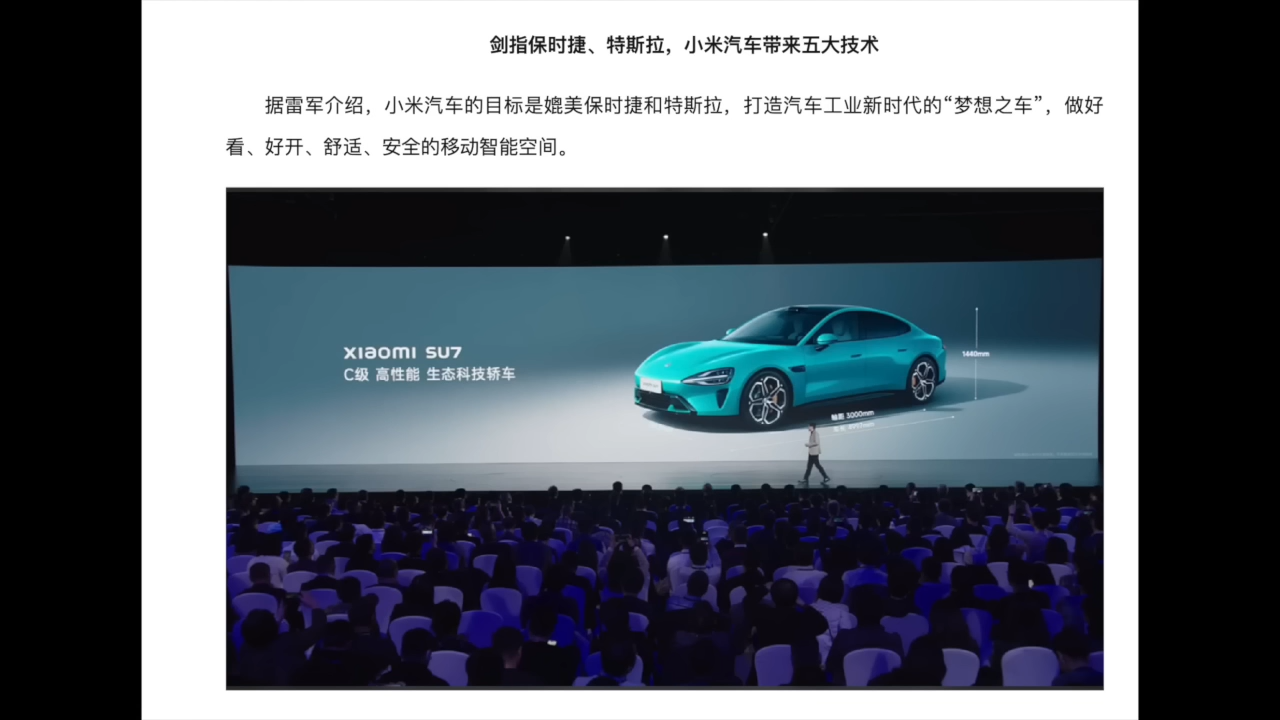 剑指保时捷、特斯拉，小米汽车带来五大技术
据雷军介绍，小米汽车的目标是媲美保时捷和特斯拉，打造汽车工业新时代的“梦想之车”，做好
看、好开、舒适、安全的移动智能空间。
XIAOMI SU7
C级 高性能 生态科技轿车
1440mm
轴距 3000mm